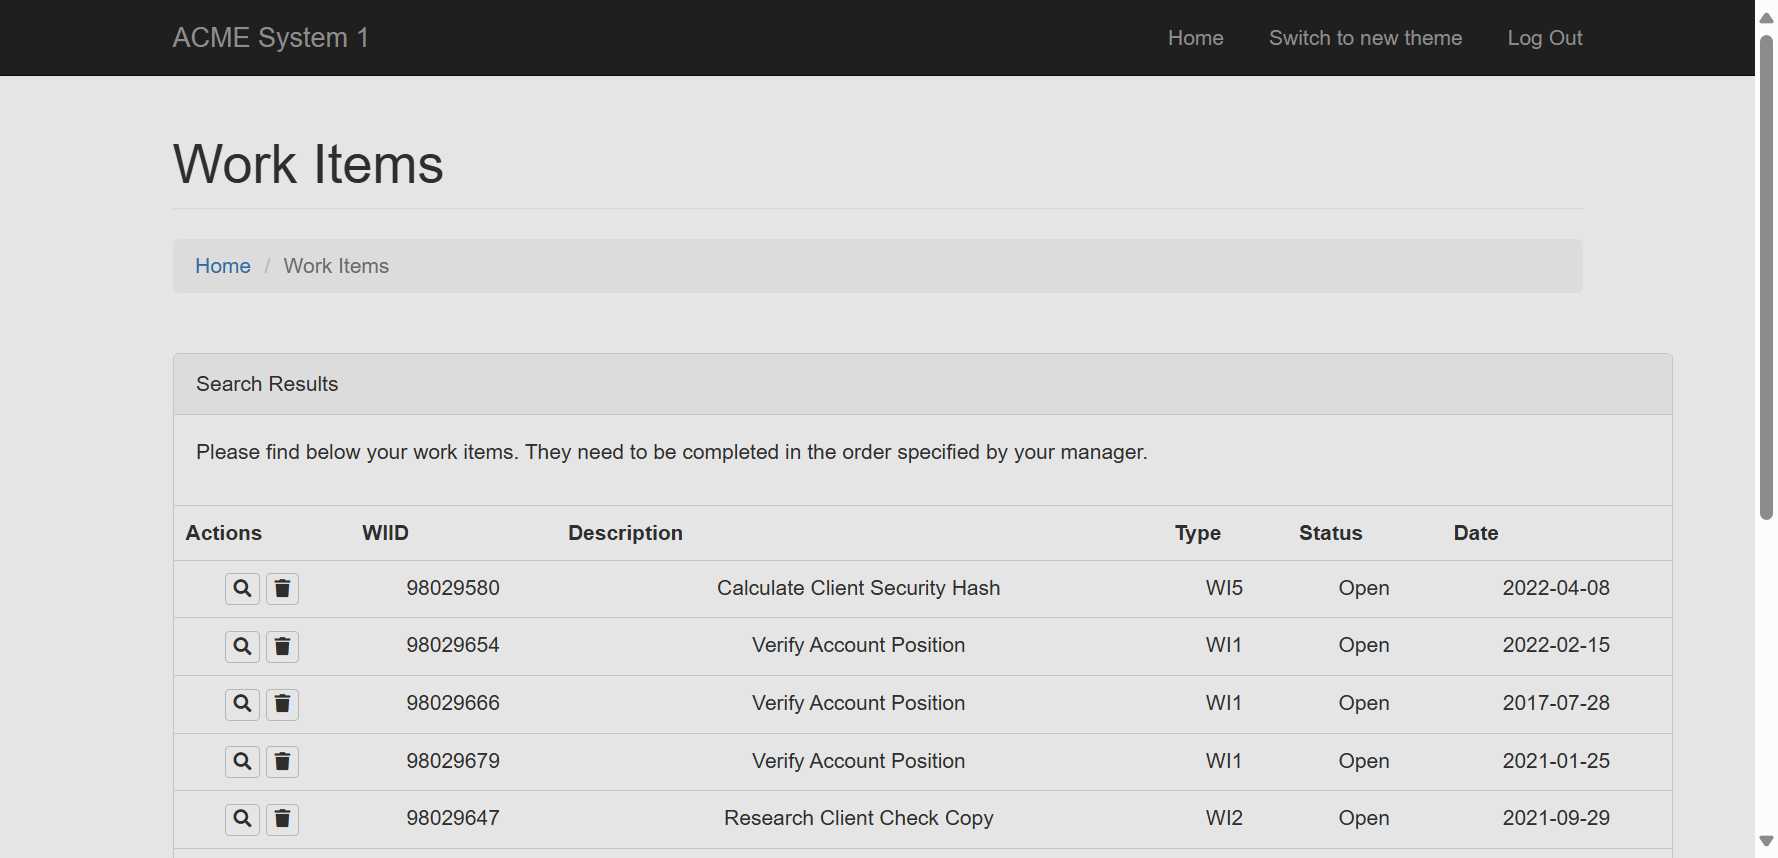 ACME System 1 Home Switch to new theme Log Out
Work Items
Home / Work Items
Search Results
Please find below your work items. They need to be completed in the order specified by your manager.
Actions WIID Description Type Status Date
98029580 Calculate Client Security Hash WI5 Open 2022-04-08
98029654 Verify Account Position WI1 Open 2022-02-15
98029666 Verify Account Position WI1 Open 2017-07-28
98029679 Verify Account Position WI1 Open 2021-01-25
98029647 Research Client Check Copy WI2 Open 2021-09-29